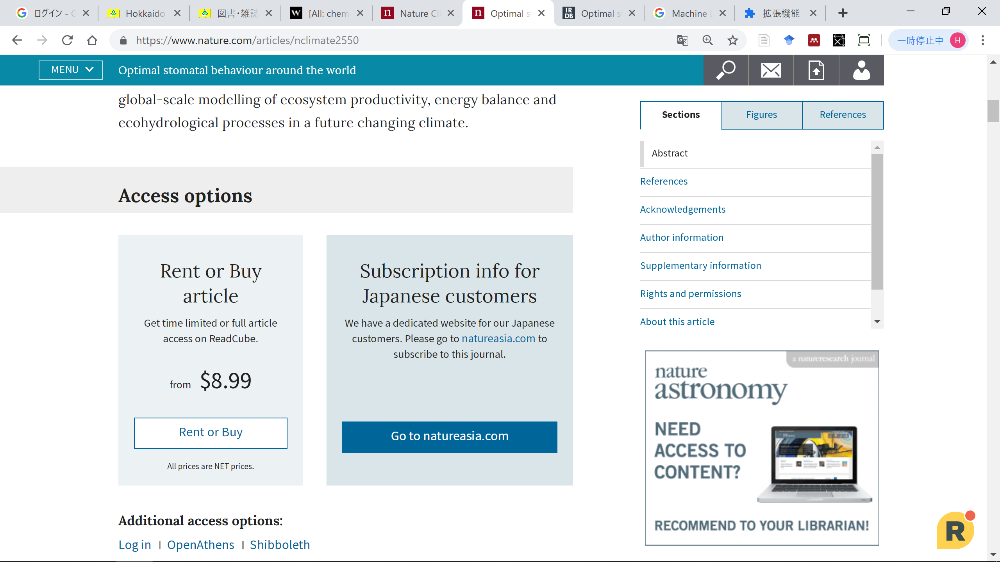 ログイン - G
Hokkaido
図書・雑誌
[All: chem
Nature Cli
Optimal s
Optimal s
Machine L
拡張機能
https://www.nature.com/articles/nclimate2550
一時停止中
H
MENU
Optimal stomatal behaviour around the world
global-scale modelling of ecosystem productivity, energy balance and
ecohydrological processes in a future changing climate.
Access options
Rent or Buy
article
Get time limited or full article
access on ReadCube.
from $8.99
Rent or Buy
All prices are NET prices.
Subscription info for
Japanese customers
We have a dedicated website for our Japanese
customers. Please go to natureasia.com to
subscribe to this journal.
Go to natureasia.com
Additional access options:
Log in | OpenAthens | Shibboleth
Sections
Figures
References
Abstract
References
Acknowledgements
Author information
Supplementary information
Rights and permissions
About this article
a natureresearch journal
nature
astronomy
NEED
ACCESS TO
CONTENT?
RECOMMEND TO YOUR LIBRARIAN!
R